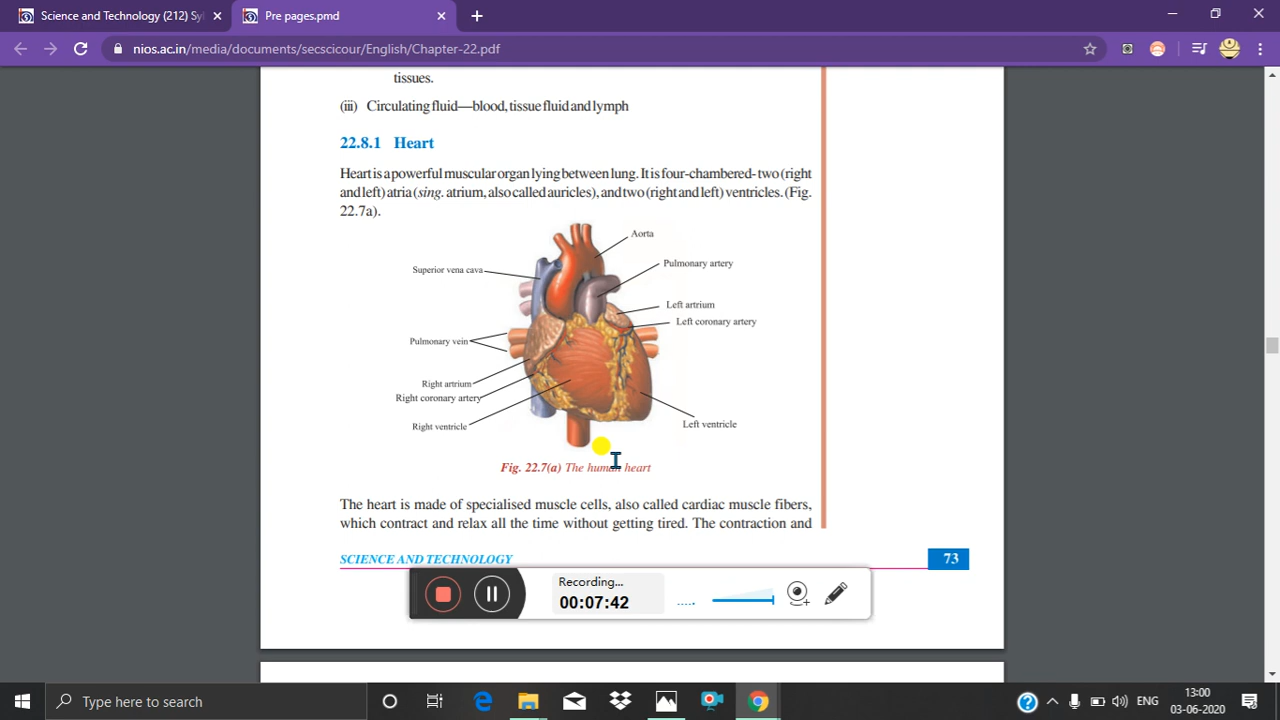 Science and Technology (212) Syl
Pre pages.pmd
nios.ac.in/media/documents/secscicour/English/Chapter-22.pdf
tissues.
(iii) Circulating fluid—blood, tissue fluid and lymph
22.8.1 Heart
Heart is a powerful muscular organ lying between lung. It is four-chambered- two (right
and left) atria (sing. atrium, also called auricles), and two (right and left) ventricles. (Fig.
22.7a).
Aorta
Superior vena cava
Pulmonary artery
Left artrium
Left coronary artery
Pulmonary vein
Right artrium
Right coronary artery
Right ventricle
Left ventricle
Fig. 22.7(a) The human heart
The heart is made of specialised muscle cells, also called cardiac muscle fibers,
which contract and relax all the time without getting tired. The contraction and
SCIENCE AND TECHNOLOGY
73
Recording...
00:07:42
Type here to search
ENG
13:00
03-06-2020